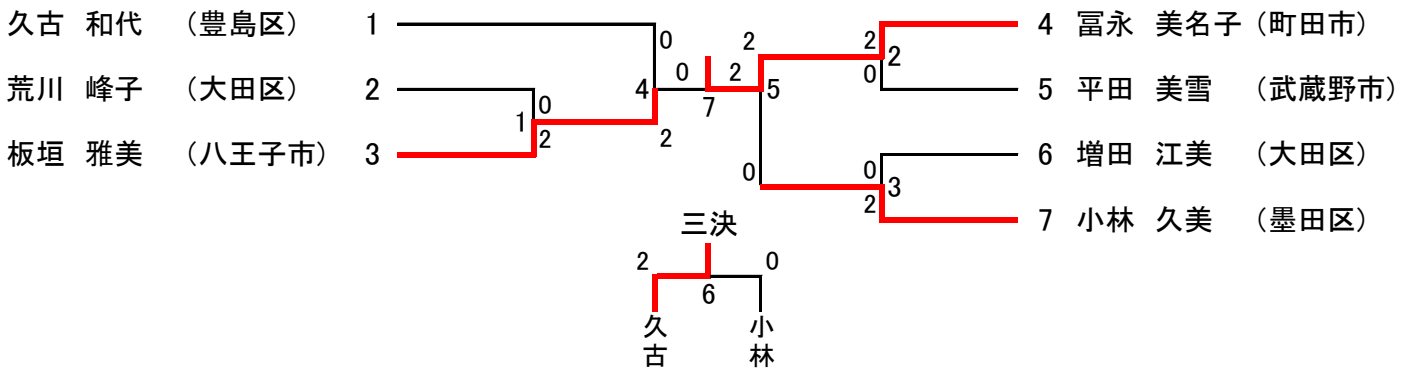 久古 和代 （豊島区） 1
荒川 峰子 （大田区） 2
板垣 雅美 （八王子市） 3
4 冨永 美名子（町田市）
5 平田 美雪 （武蔵野市）
6 増田 江美 （大田区）
7 小林 久美 （墨田区）
0
0
1
2
4
2
0
7
2
2
5
0
2
2
0
0
3
2
三決
2
0
6
久古
小林